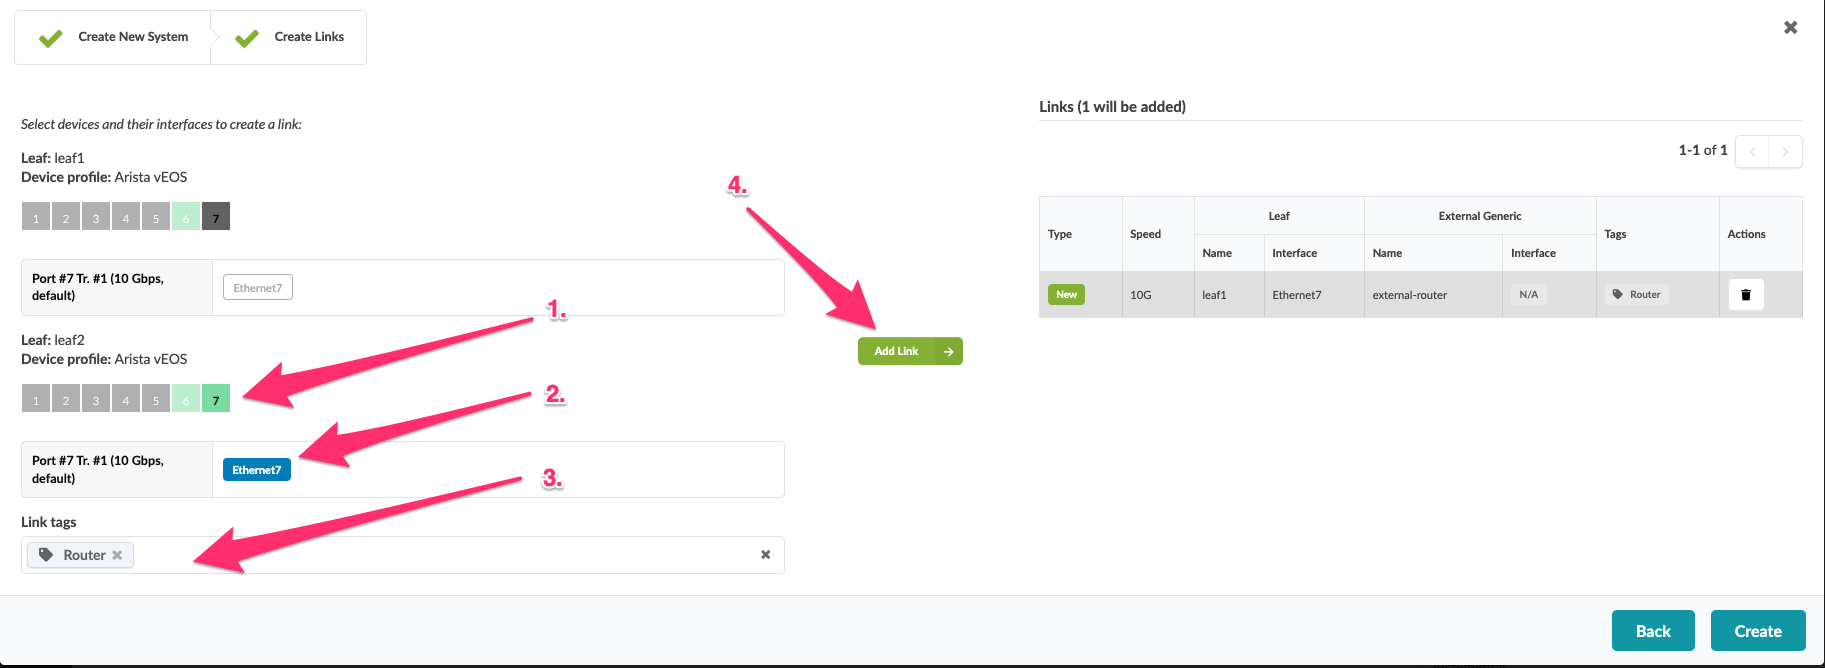 Create New System
Create Links
Select devices and their interfaces to create a link:
Leaf: leaf1
Device profile: Arista vEOS
1 2 3 4 5 6 7
Port #7 Tr. #1 (10 Gbps,
default)
Ethernet7
1.
Leaf: leaf2
Device profile: Arista vEOS
1 2 3 4 5 6 7
2.
Port #7 Tr. #1 (10 Gbps,
default)
Ethernet7
3.
Link tags
Router
4.
Add Link
Links (1 will be added)
1-1 of 1
Type Speed Leaf External Generic Tags Actions
Name Interface Name Interface
New 10G leaf1 Ethernet7 external-router N/A Router
Back
Create